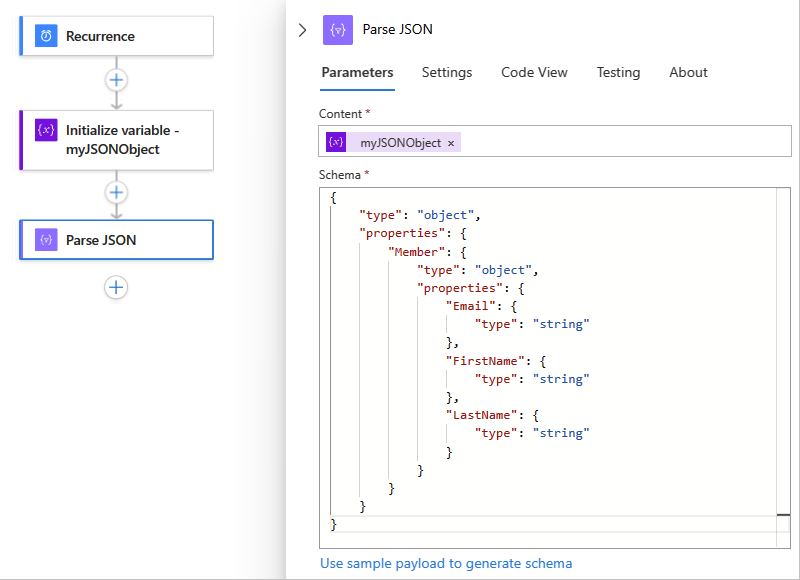 Recurrence
Initialize variable -
myJSONObject
Parse JSON
Parse JSON
Parameters
Settings
Code View
Testing
About
Content *
{x} myJSONObject ×
Schema *
{
    "type": "object",
    "properties": {
        "Member": {
            "type": "object",
            "properties": {
                "Email": {
                    "type": "string"
                },
                "FirstName": {
                    "type": "string"
                },
                "LastName": {
                    "type": "string"
                }
            }
        }
    }
}
Use sample payload to generate schema